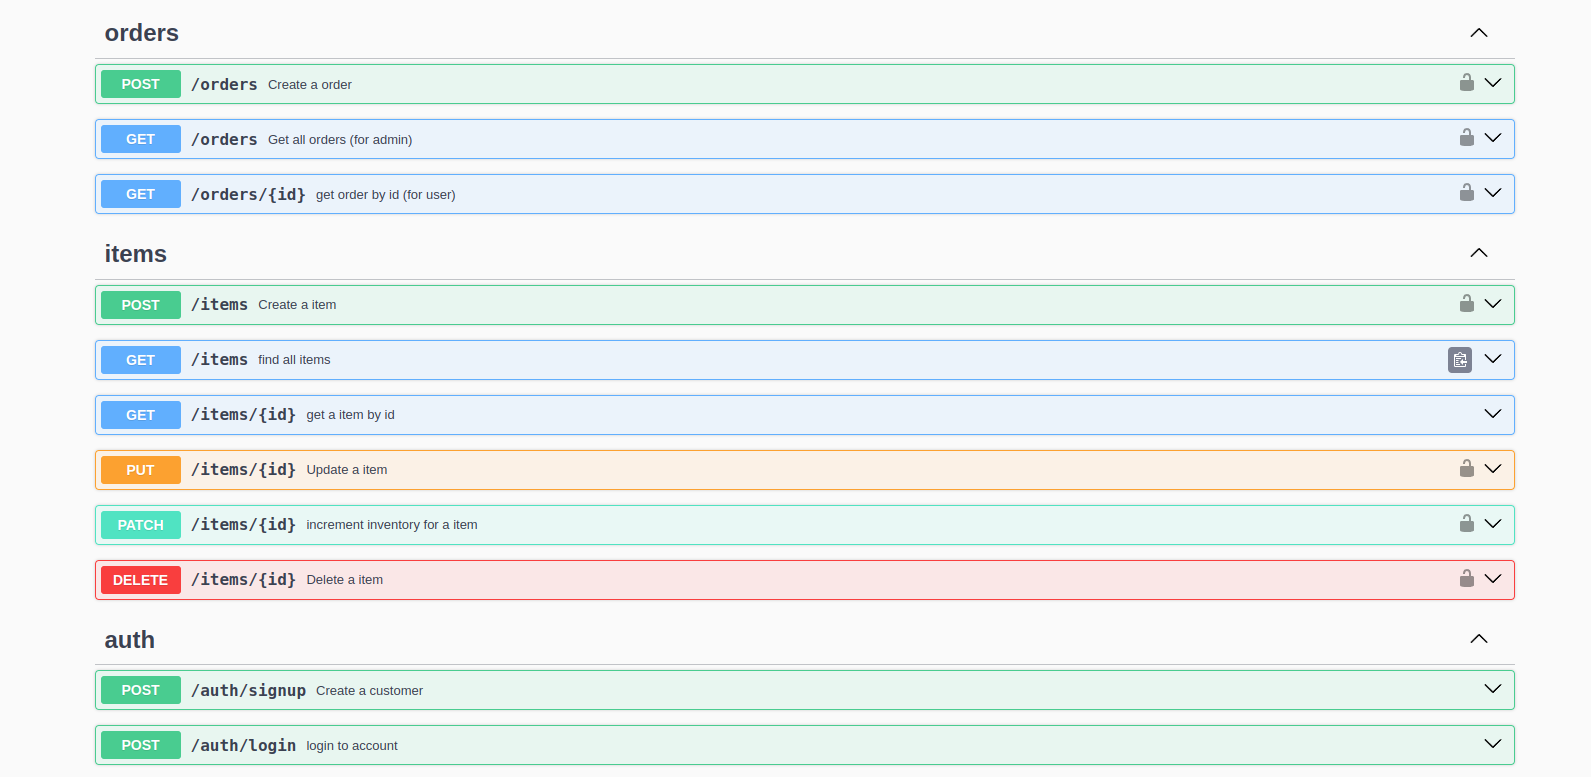 orders
POST /orders Create a order
GET /orders Get all orders (for admin)
GET /orders/{id} get order by id (for user)
items
POST /items Create a item
GET /items find all items
GET /items/{id} get a item by id
PUT /items/{id} Update a item
PATCH /items/{id} increment inventory for a item
DELETE /items/{id} Delete a item
auth
POST /auth/signup Create a customer
POST /auth/login login to account